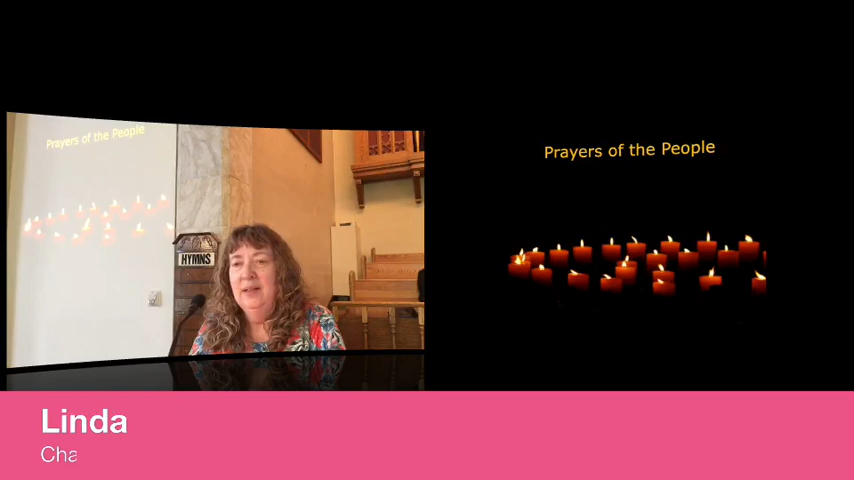 Prayers of the People
HYMNS
Prayers of the People
Linda
Cha